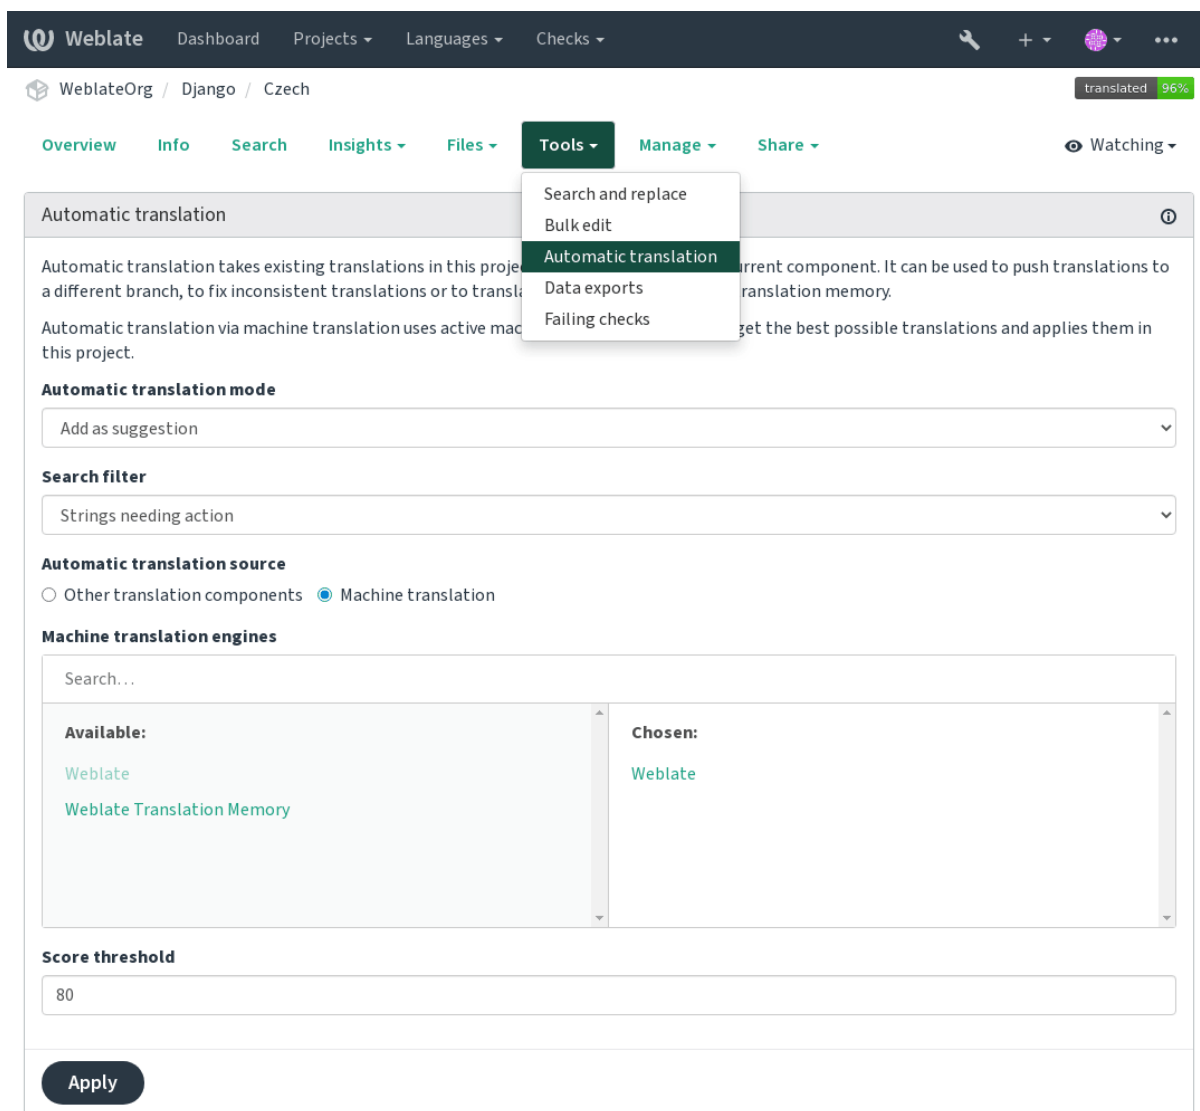 Weblate Dashboard Projects Languages Checks
WeblateOrg / Django / Czech translated 96%
Overview Info Search Insights Files Tools Manage Share Watching
Search and replace
Bulk edit
Automatic translation
Data exports
Failing checks
Automatic translation
Automatic translation takes existing translations in this proje urrent component. It can be used to push translations to
a different branch, to fix inconsistent translations or to transla ranslation memory.
Automatic translation via machine translation uses active mac get the best possible translations and applies them in
this project.
Automatic translation mode
Add as suggestion
Search filter
Strings needing action
Automatic translation source
Other translation components Machine translation
Machine translation engines
Search…
Available: Chosen:
Weblate Weblate
Weblate Translation Memory
Score threshold
80
Apply